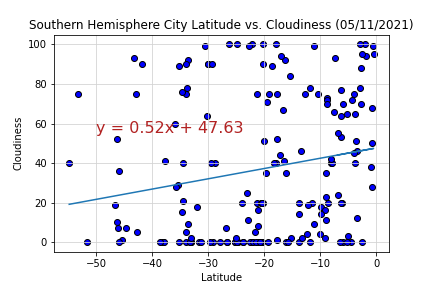 Southern Hemisphere City Latitude vs. Cloudiness (05/11/2021)
100
80
60
40
20
0
Cloudiness
y = 0.52x + 47.63
−50 −40 −30 −20 −10 0
Latitude